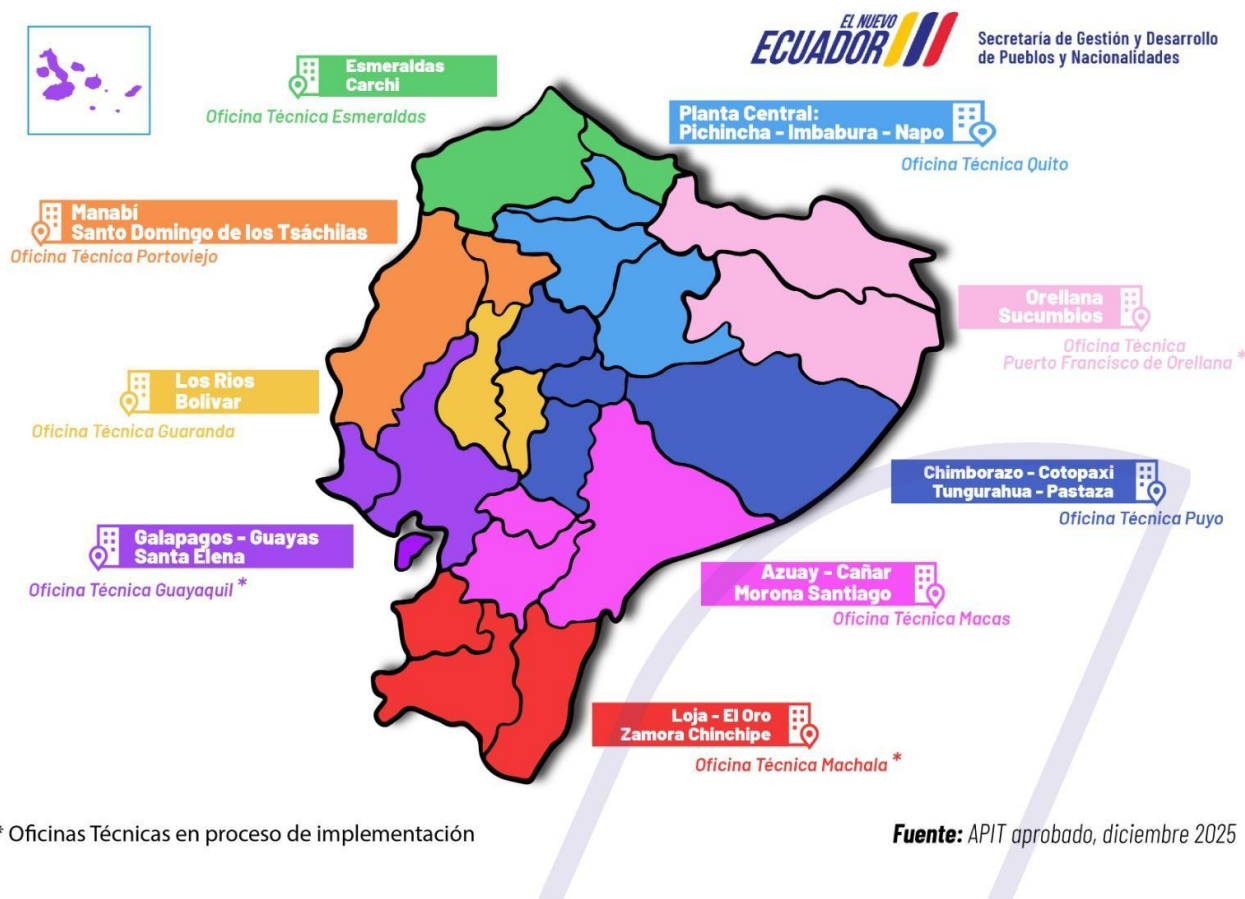 EL NUEVO
ECUADOR
Secretaría de Gestión y Desarrollo
de Pueblos y Nacionalidades
Esmeraldas
Carchi
Oficina Técnica Esmeraldas
Planta Central:
Pichincha - Imbabura - Napo
Oficina Técnica Quito
Manabí
Santo Domingo de los Tsáchilas
Oficina Técnica Portoviejo
Orellana
Sucumbios
Oficina Técnica
Puerto Francisco de Orellana *
Los Rios
Bolivar
Oficina Técnica Guaranda
Chimborazo - Cotopaxi
Tungurahua - Pastaza
Oficina Técnica Puyo
Galapagos - Guayas
Santa Elena
Oficina Técnica Guayaquil *
Azuay - Cañar
Morona Santiago
Oficina Técnica Macas
Loja - El Oro
Zamora Chinchipe
Oficina Técnica Machala *
* Oficinas Técnicas en proceso de implementación
Fuente: APIT aprobado, diciembre 2025